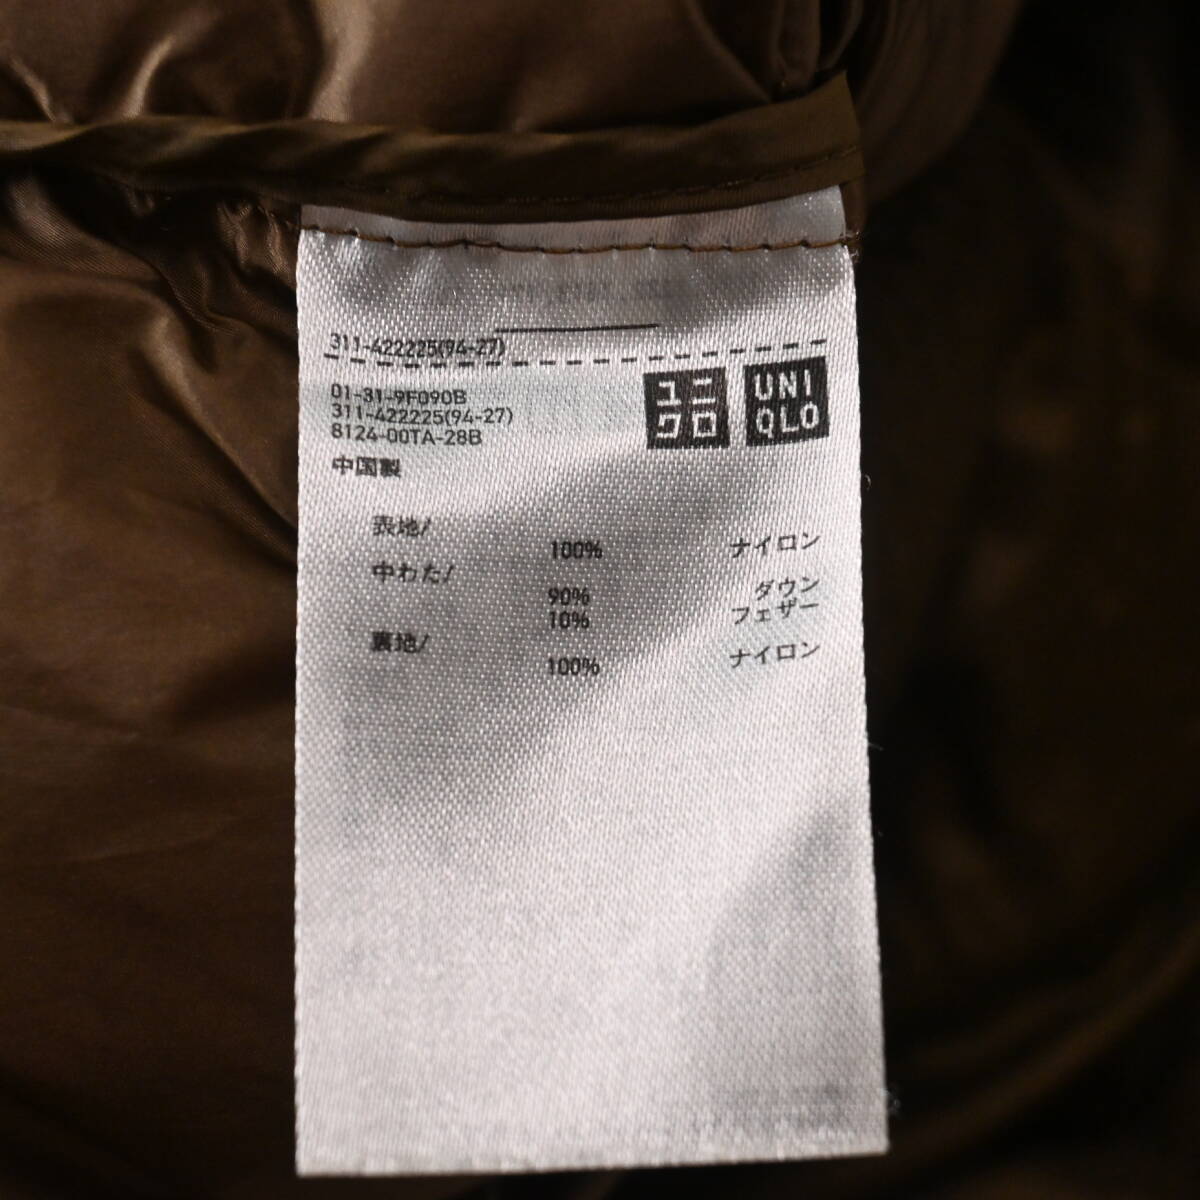 311-422225(94-27)
ユニ
クロ
UNI
QLO
01-31-9F090B
311-422225(94-27)
8124-00TA-28B
中国製
表地/
100% ナイロン
中わた/
90% ダウン
10% フェザー
裏地/
100% ナイロン